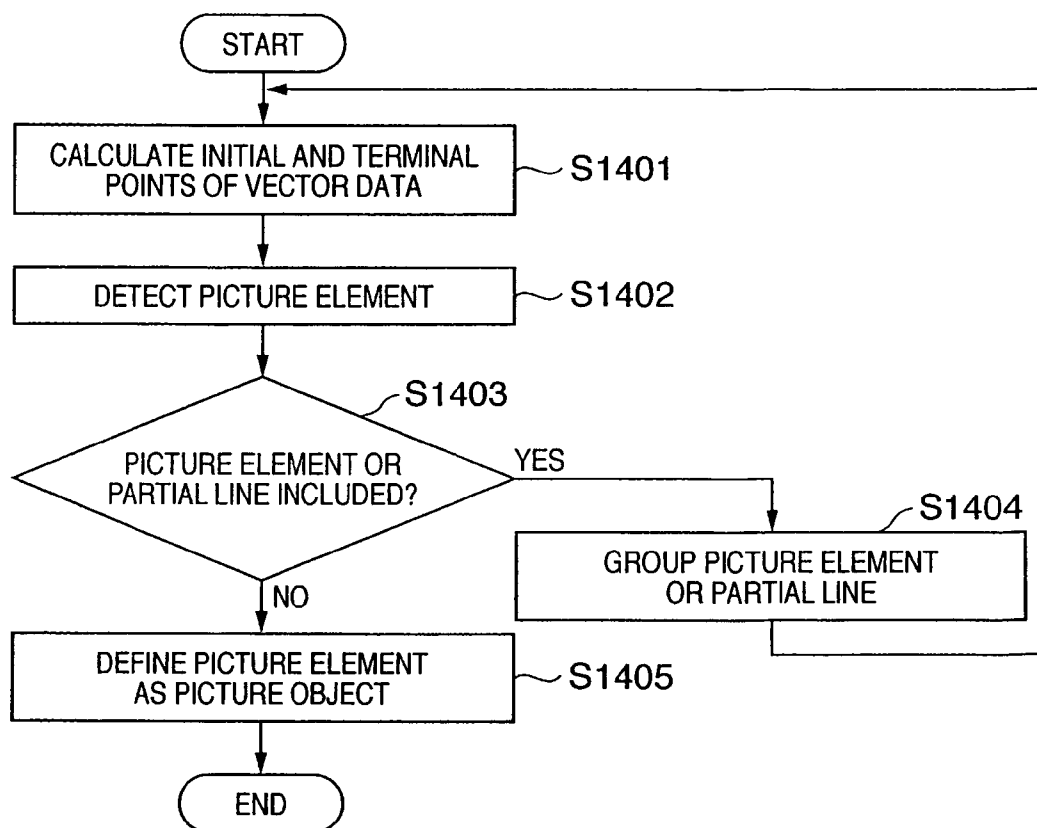 START
CALCULATE INITIAL AND TERMINAL
POINTS OF VECTOR DATA
S1401
DETECT PICTURE ELEMENT
S1402
S1403
PICTURE ELEMENT OR
PARTIAL LINE INCLUDED?
YES
S1404
GROUP PICTURE ELEMENT
OR PARTIAL LINE
NO
DEFINE PICTURE ELEMENT
AS PICTURE OBJECT
S1405
END